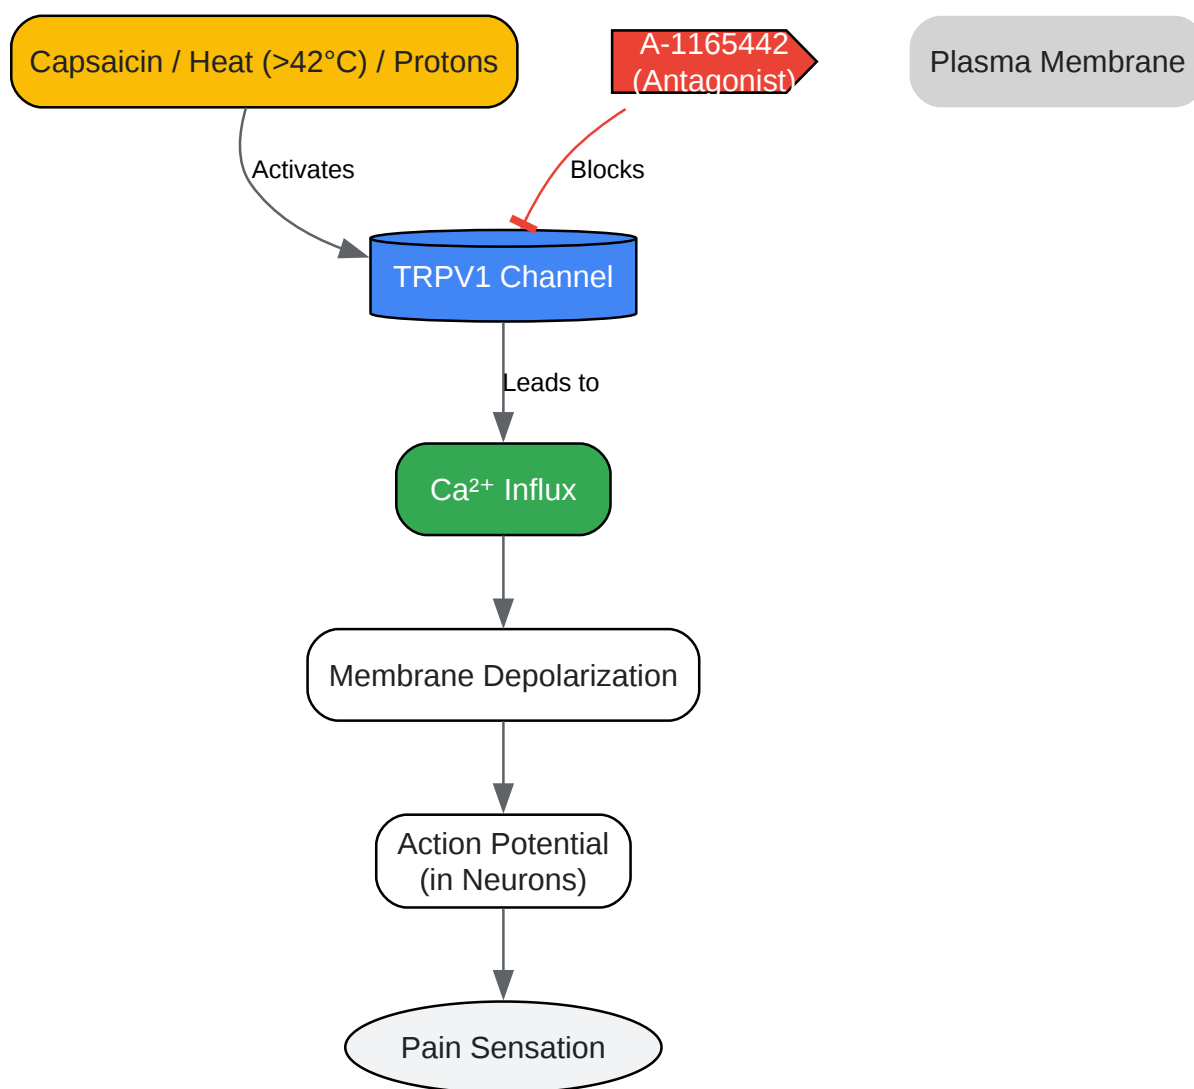 Capsaicin / Heat (>42°C) / Protons
A-1165442
(Antagonist)
Plasma Membrane
Activates
Blocks
TRPV1 Channel
Leads to
Ca²⁺ Influx
Membrane Depolarization
Action Potential
(in Neurons)
Pain Sensation